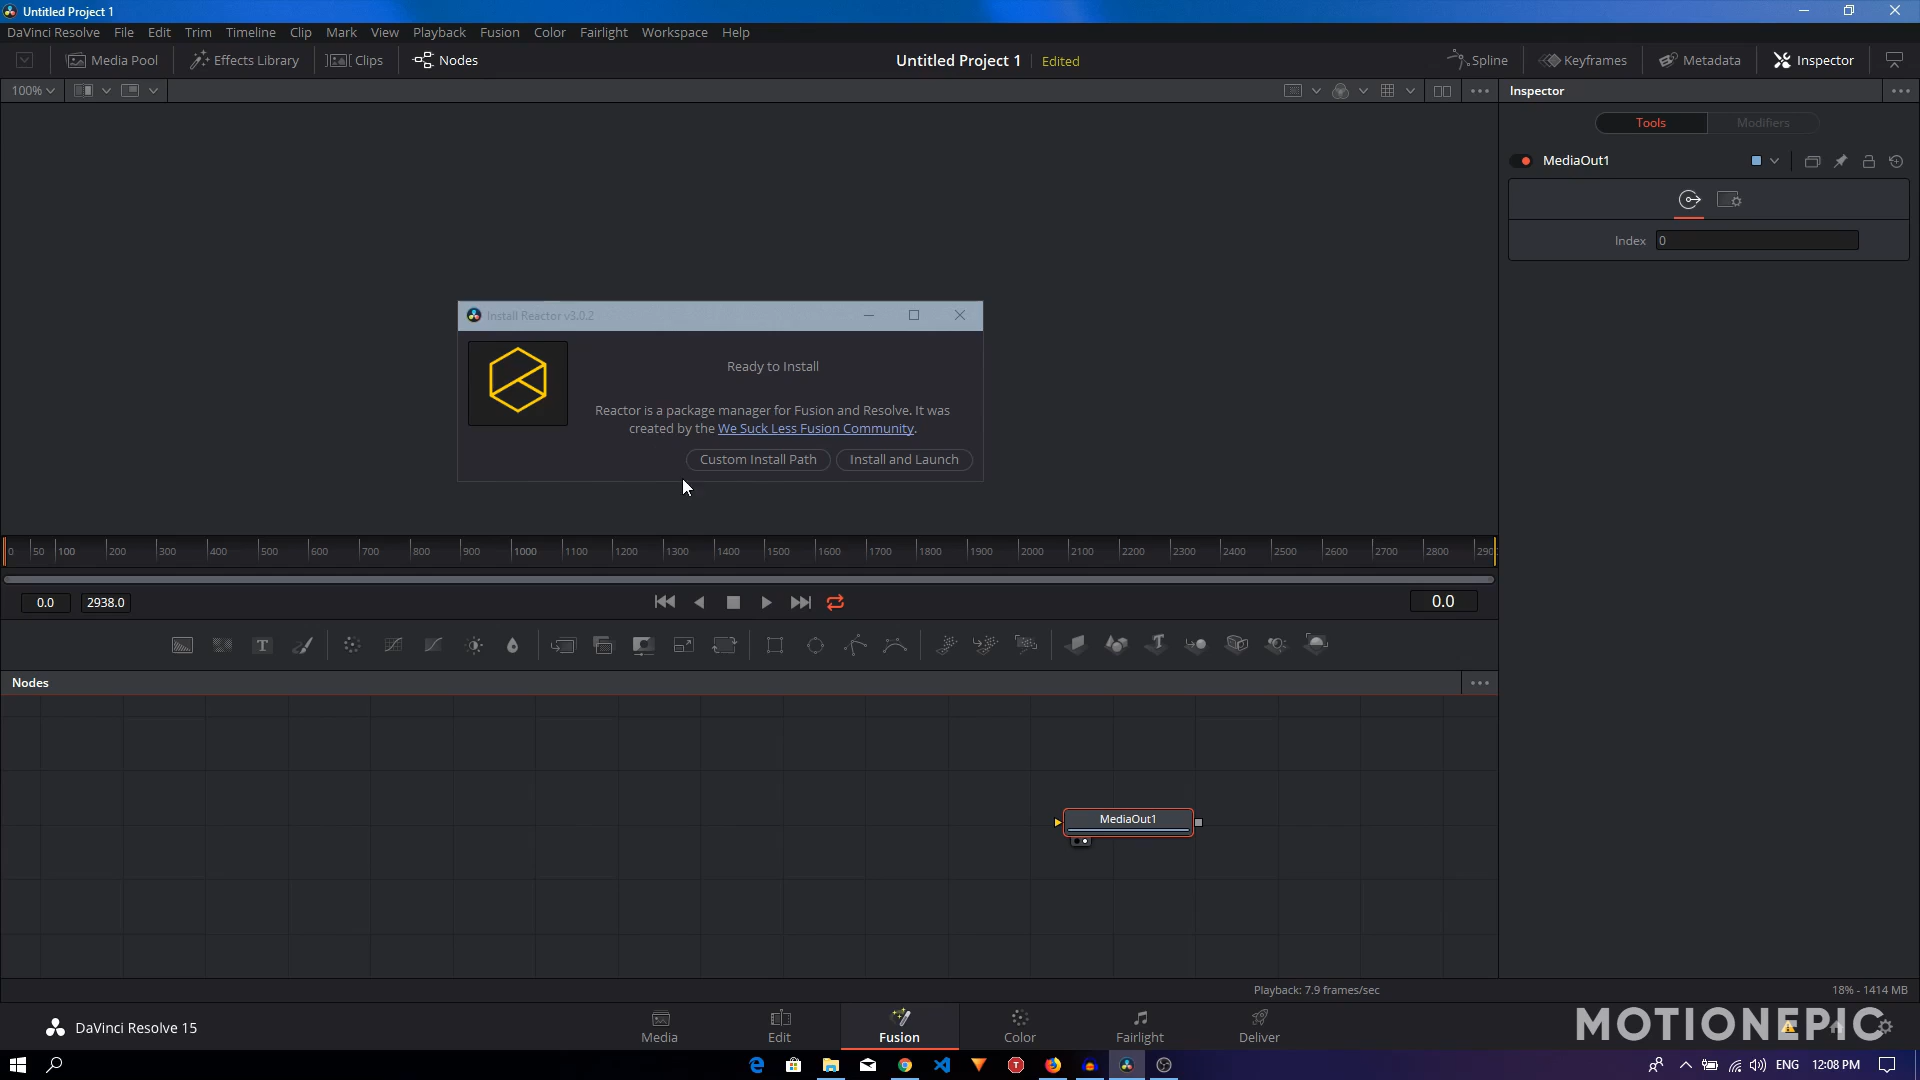 Untitled Project 1
DaVinci Resolve File Edit Trim Timeline Clip Mark View Playback Fusion Color Fairlight Workspace Help
Media Pool Effects Library Clips Nodes Untitled Project 1 Edited Spline Keyframes Metadata Inspector
100% Inspector
Tools Modifiers
MediaOut1
Index 0
Install Reactor v3.0.2
Ready to Install
Reactor is a package manager for Fusion and Resolve. It was
created by the We Suck Less Fusion Community.
Custom Install Path Install and Launch
0 50 100 200 300 400 500 600 700 800 900 1000 1100 1200 1300 1400 1500 1600 1700 1800 1900 2000 2100 2200 2300 2400 2500 2600 2700 2800 290
0.0 2938.0 0.0
Nodes
MediaOut1
Playback: 7.9 frames/sec 18% - 1414 MB
DaVinci Resolve 15 Media Edit Fusion Color Fairlight Deliver MOTIONEPIC
ENG 12:08 PM